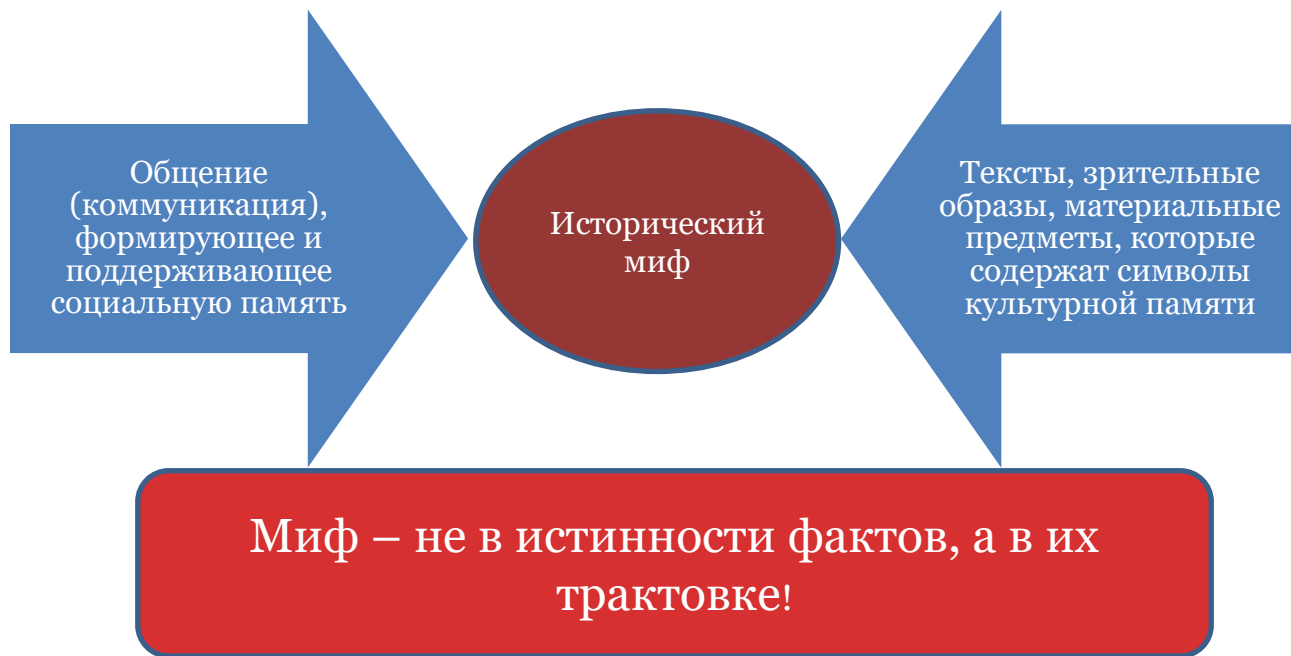 Общение
(коммуникация),
формирующее и
поддерживающее
социальную память
Исторический
миф
Тексты, зрительные
образы, материальные
предметы, которые
содержат символы
культурной памяти
Миф – не в истинности фактов, а в их
трактовке!